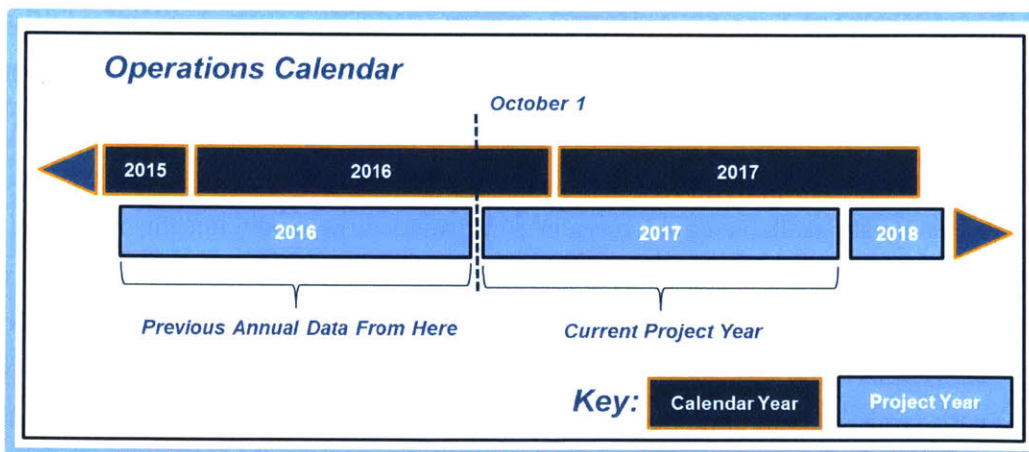 Operations Calendar
October 1
2015 2016 2017
2016 2017 2018
Previous Annual Data From Here Current Project Year
Key: Calendar Year Project Year